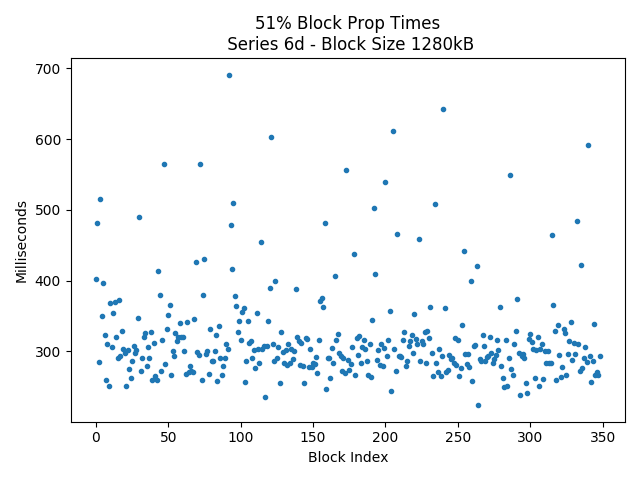 51% Block Prop Times
Series 6d - Block Size 1280kB
700
600
500
400
300
Milliseconds
0 50 100 150 200 250 300 350
Block Index